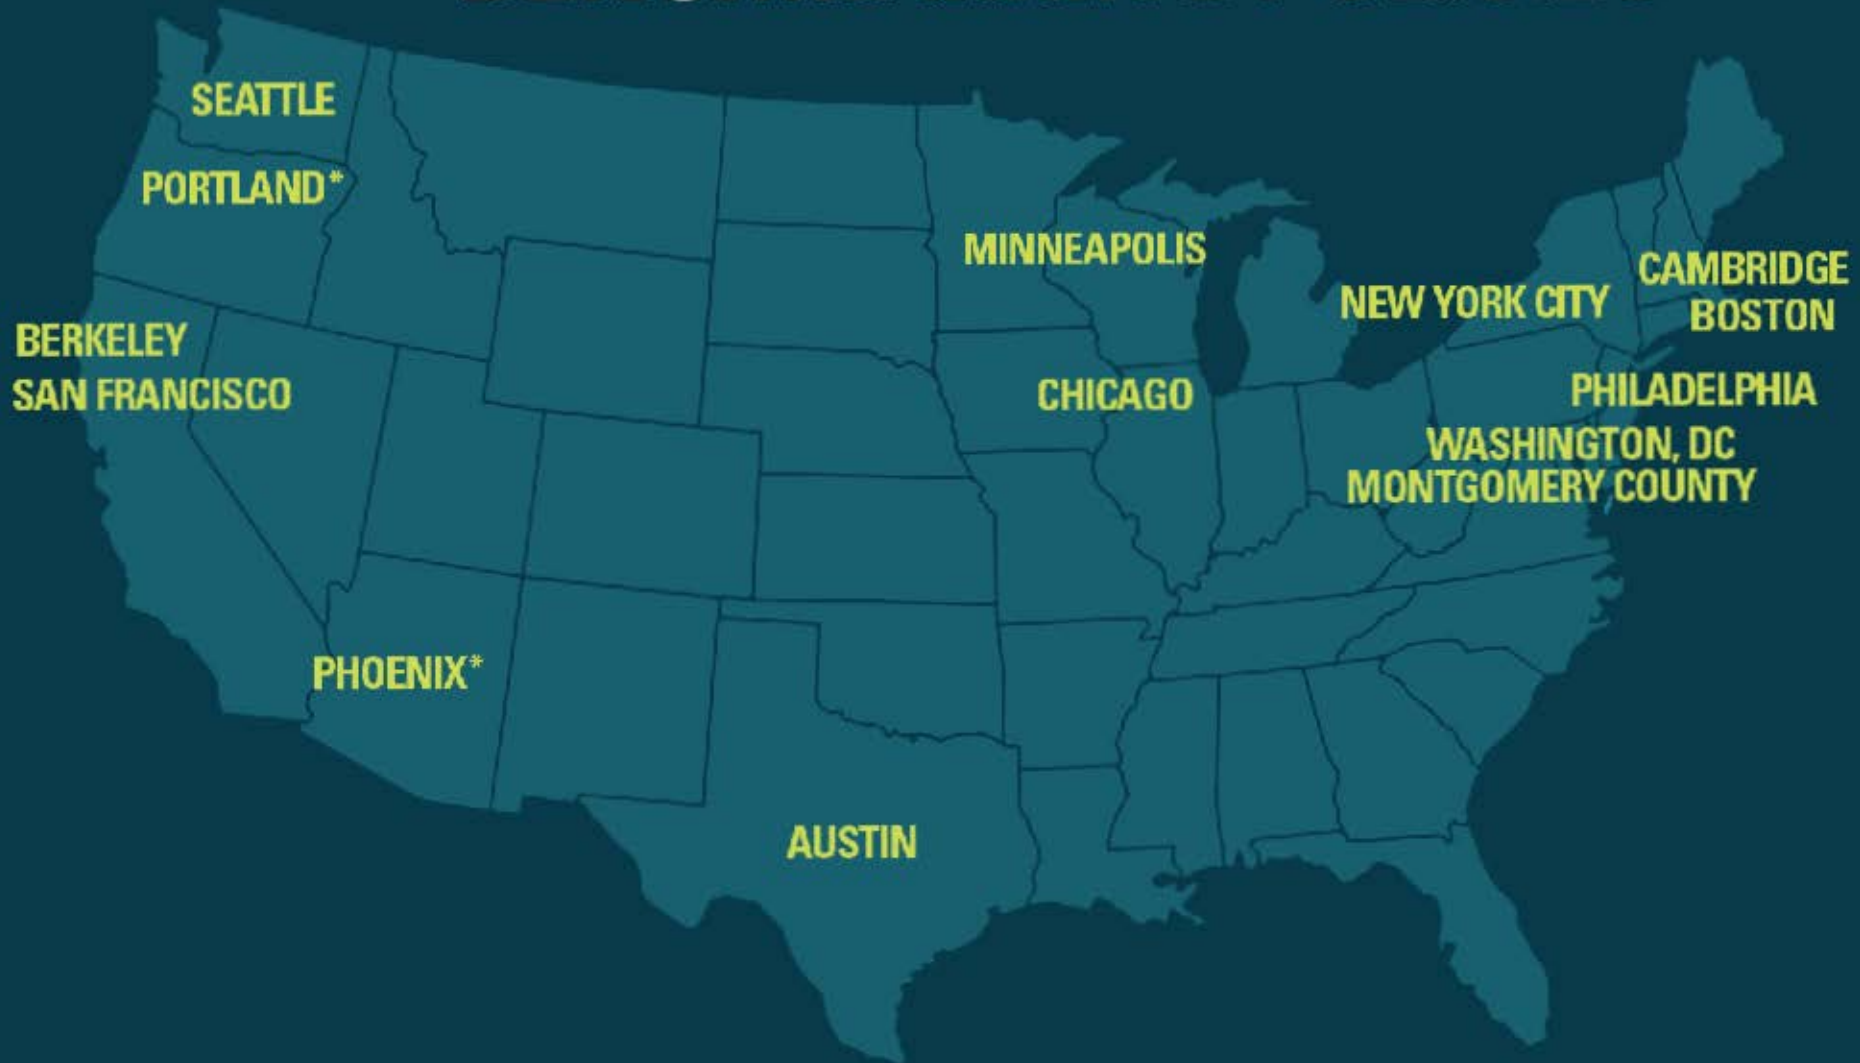 SEATTLE
PORTLAND*
MINNEAPOLIS
CAMBRIDGE
NEW YORK CITY
BOSTON
BERKELEY
SAN FRANCISCO
CHICAGO
PHILADELPHIA
WASHINGTON, DC
MONTGOMERY COUNTY
PHOENIX*
AUSTIN